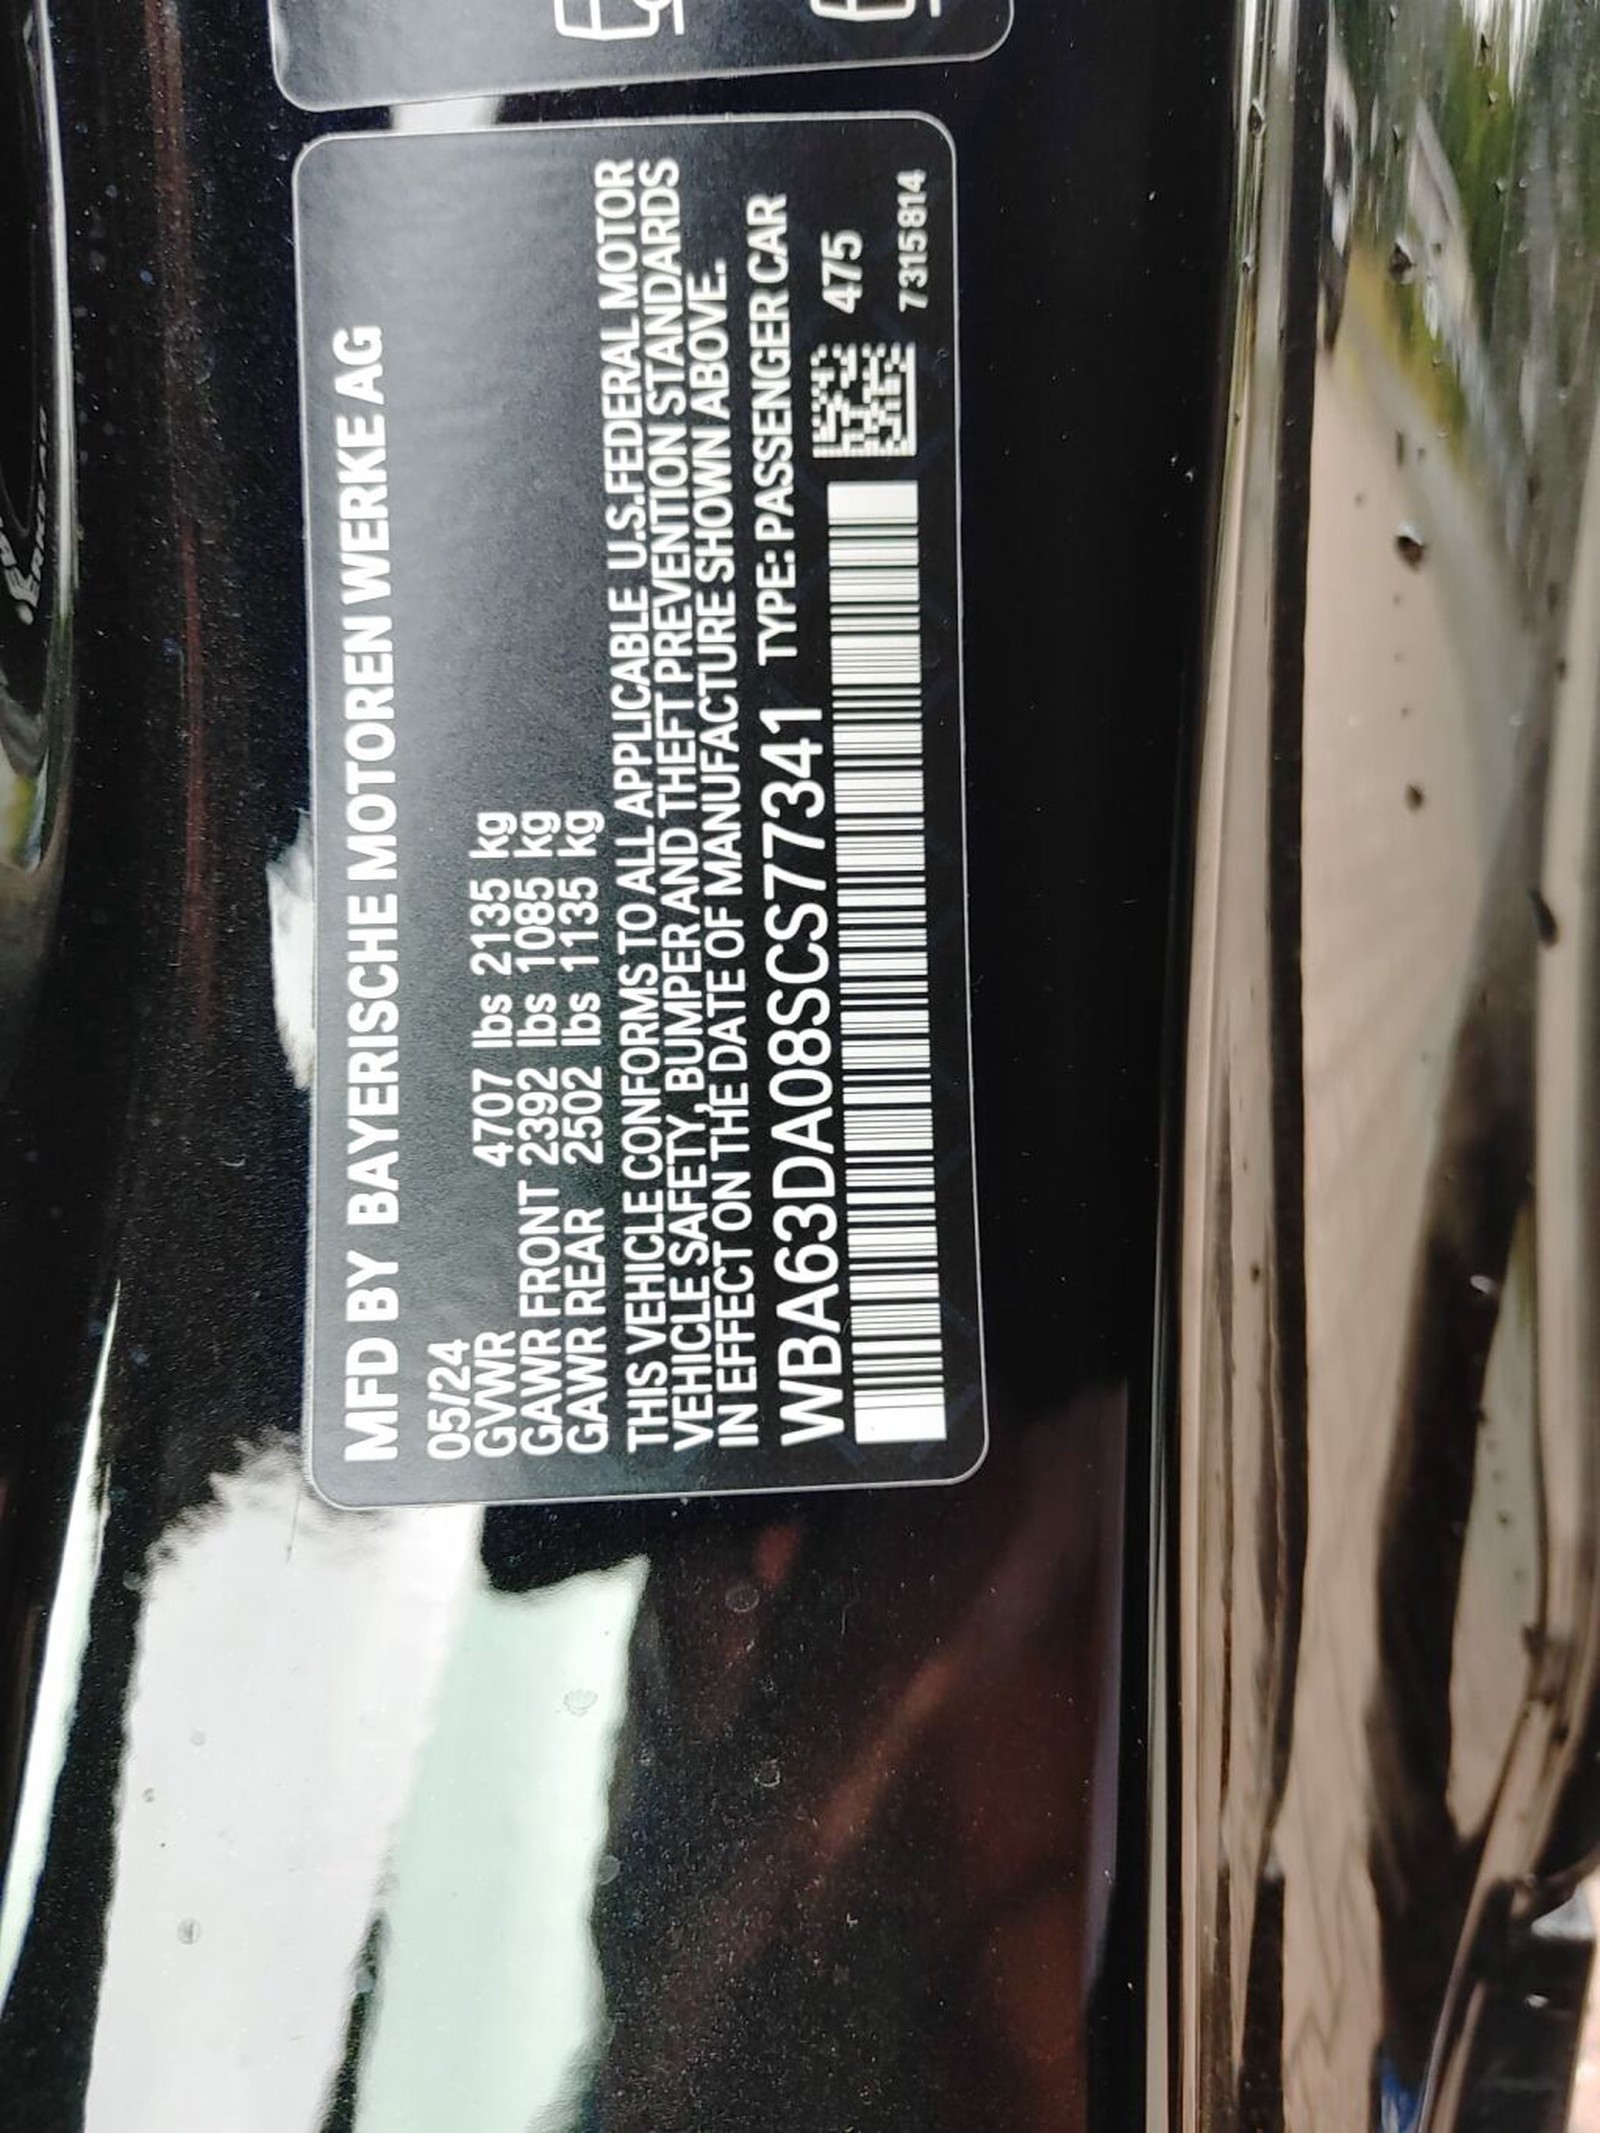 MFD BY BAYERISCHE MOTOREN WERKE AG
05/24
GVWR 4707 lbs 2135 kg
GAWR FRONT 2392 lbs 1085 kg
GAWR REAR 2502 lbs 1135 kg
THIS VEHICLE CONFORMS TO ALL APPLICABLE U.S.FEDERAL MOTOR
VEHICLE SAFETY, BUMPER AND THEFT PREVENTION STANDARDS
IN EFFECT ON THE DATE OF MANUFACTURE SHOWN ABOVE.
WBA63DA08SCS77341 TYPE: PASSENGER CAR
475
7315814